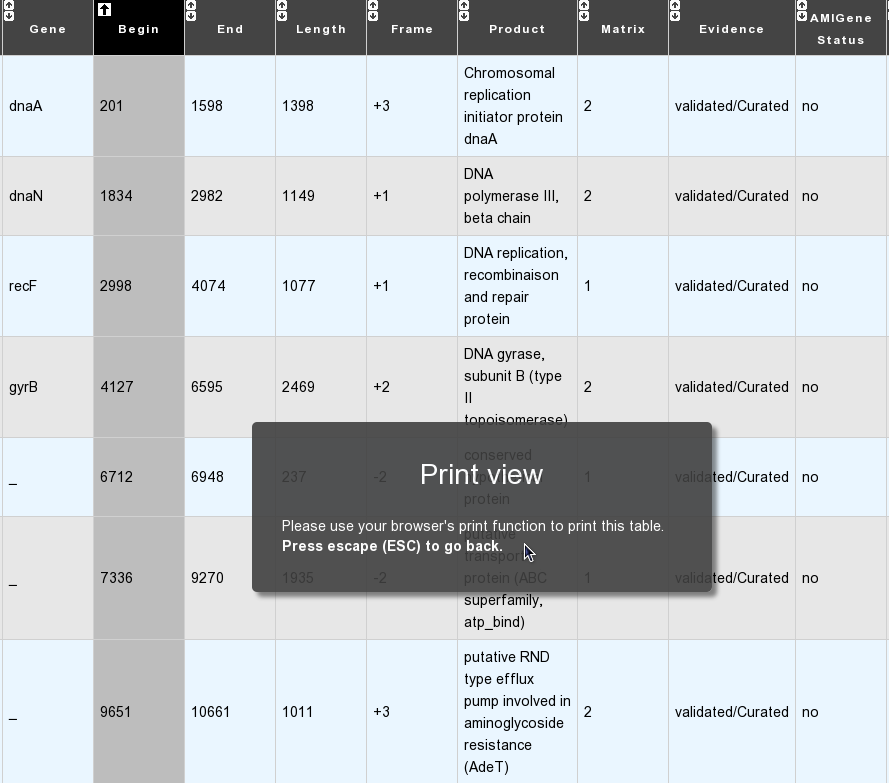 Gene Begin End Length Frame Product Matrix Evidence AMIGene
Status
dnaA 201 1598 1398 +3 Chromosomal
replication
initiator protein
dnaA 2 validated/Curated no
dnaN 1834 2982 1149 +1 DNA
polymerase III,
beta chain 2 validated/Curated no
recF 2998 4074 1077 +1 DNA replication,
recombinaison
and repair
protein 1 validated/Curated no
gyrB 4127 6595 2469 +2 DNA gyrase,
subunit B (type
II
topoisomerase) 2 validated/Curated no
_ 6712 6948 237 -2 conserved
protein 1 validated/Curated no
Print view
Please use your browser's print function to print this table.
Press escape (ESC) to go back.
_ 7336 9270 1935 -2 putative
protein (ABC
superfamily,
atp_bind) 1 validated/Curated no
_ 9651 10661 1011 +3 putative RND
type efflux
pump involved in
aminoglycoside
resistance
(AdeT) 2 validated/Curated no